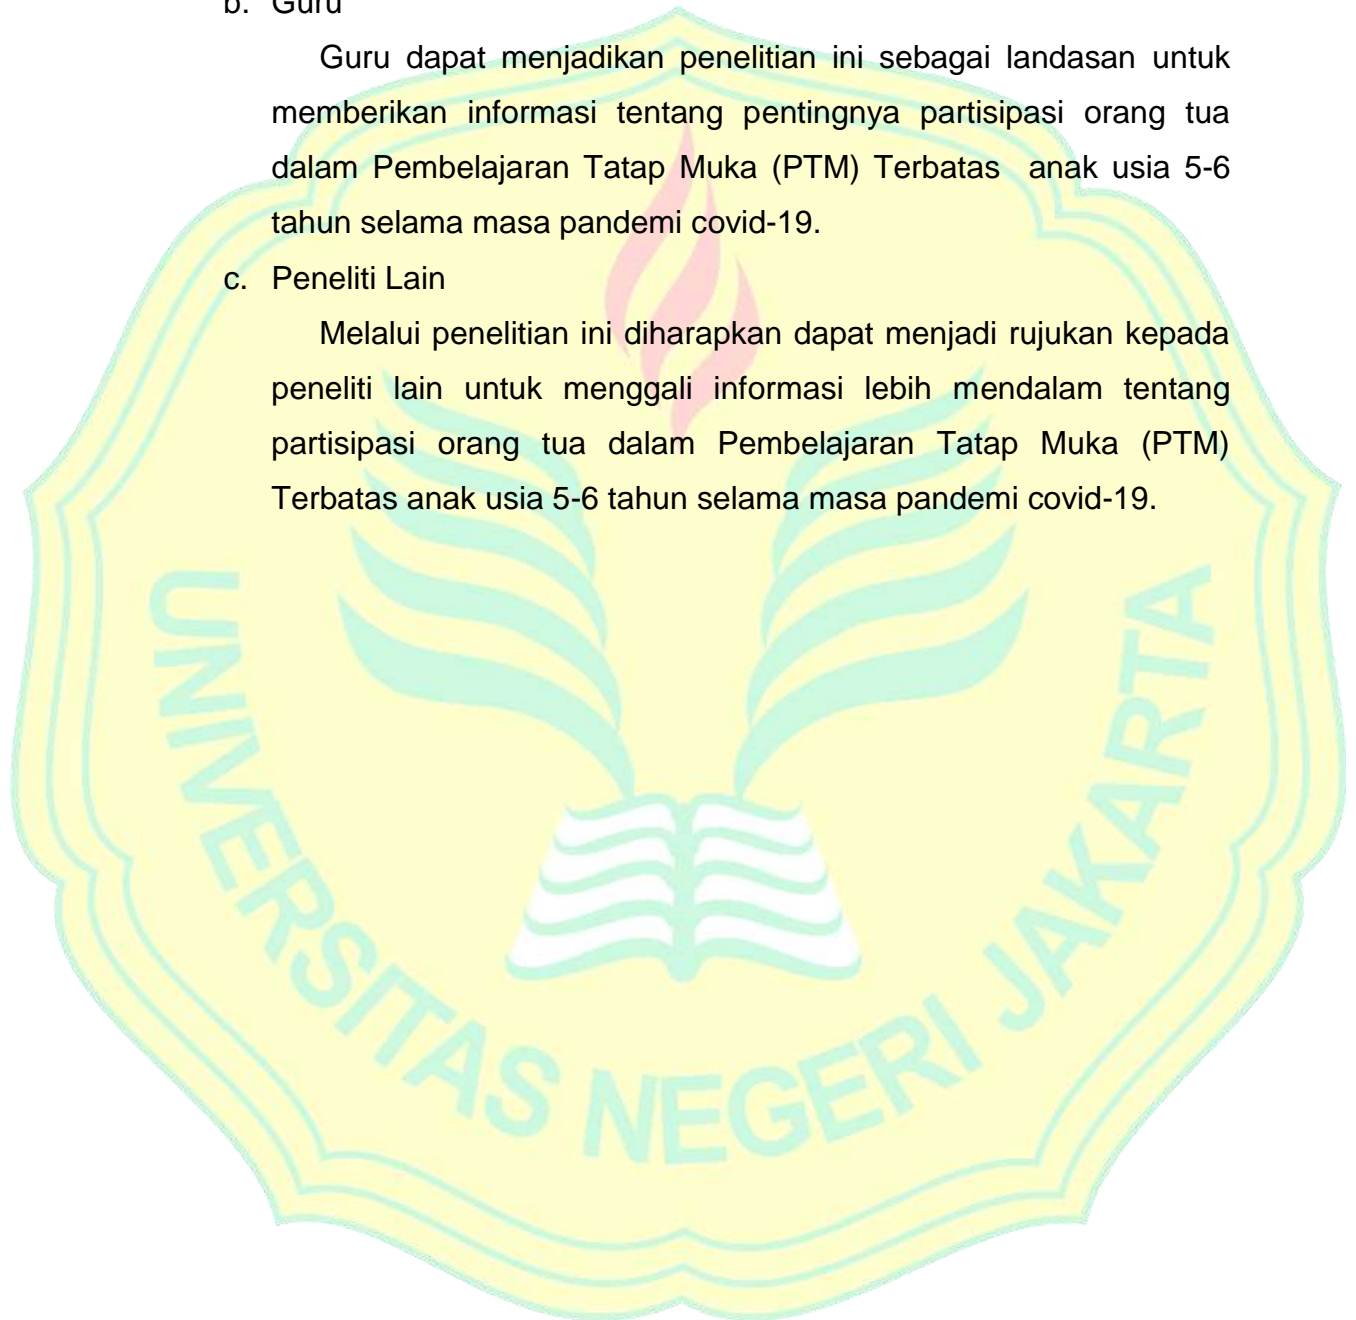 b. Guru
Guru dapat menjadikan penelitian ini sebagai landasan untuk
memberikan informasi tentang pentingnya partisipasi orang tua
dalam Pembelajaran Tatap Muka (PTM) Terbatas anak usia 5-6
tahun selama masa pandemi covid-19.
c. Peneliti Lain
Melalui penelitian ini diharapkan dapat menjadi rujukan kepada
peneliti lain untuk menggali informasi lebih mendalam tentang
partisipasi orang tua dalam Pembelajaran Tatap Muka (PTM)
Terbatas anak usia 5-6 tahun selama masa pandemi covid-19.
UNIVERSITAS NEGERI JAKARTA